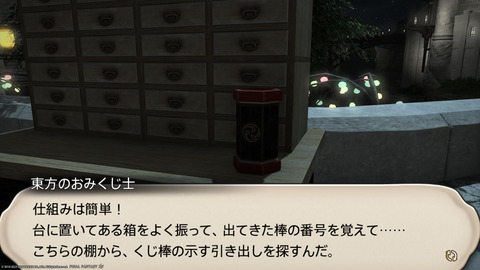 東方のおみくじ士
仕組みは簡単！
台に置いてある箱をよく振って、出てきた棒の番号を覚えて……
こちらの棚から、くじ棒の示す引き出しを探すんだ。